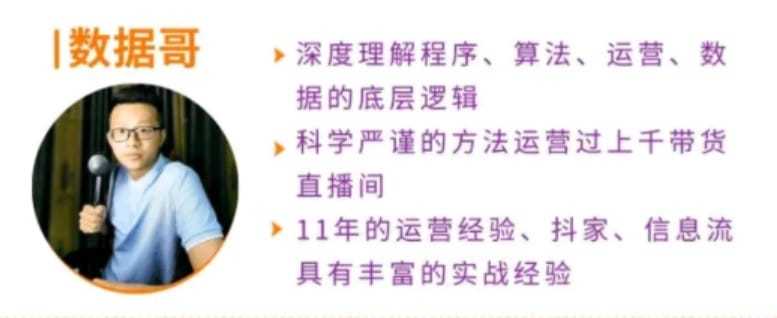 数据哥
深度理解程序、算法、运营、数
据的底层逻辑
科学严谨的方法运营过上千带货
直播间
11年的运营经验、抖家、信息流
具有丰富的实战经验